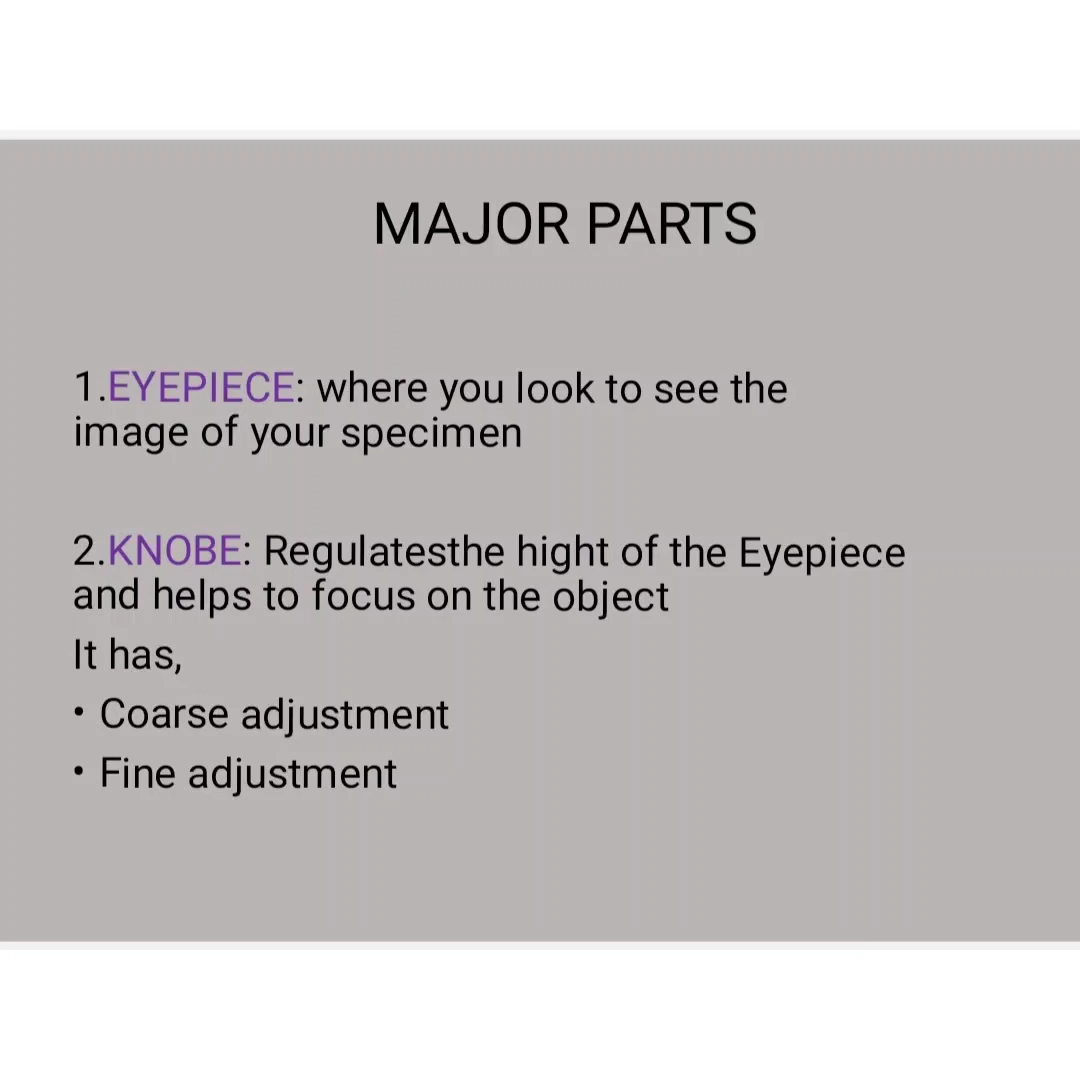 MAJOR PARTS
1.EYEPIECE: where you look to see the
image of your specimen
2.KNOBE: Regulatesthe hight of the Eyepiece
and helps to focus on the object
It has,
• Coarse adjustment
• Fine adjustment